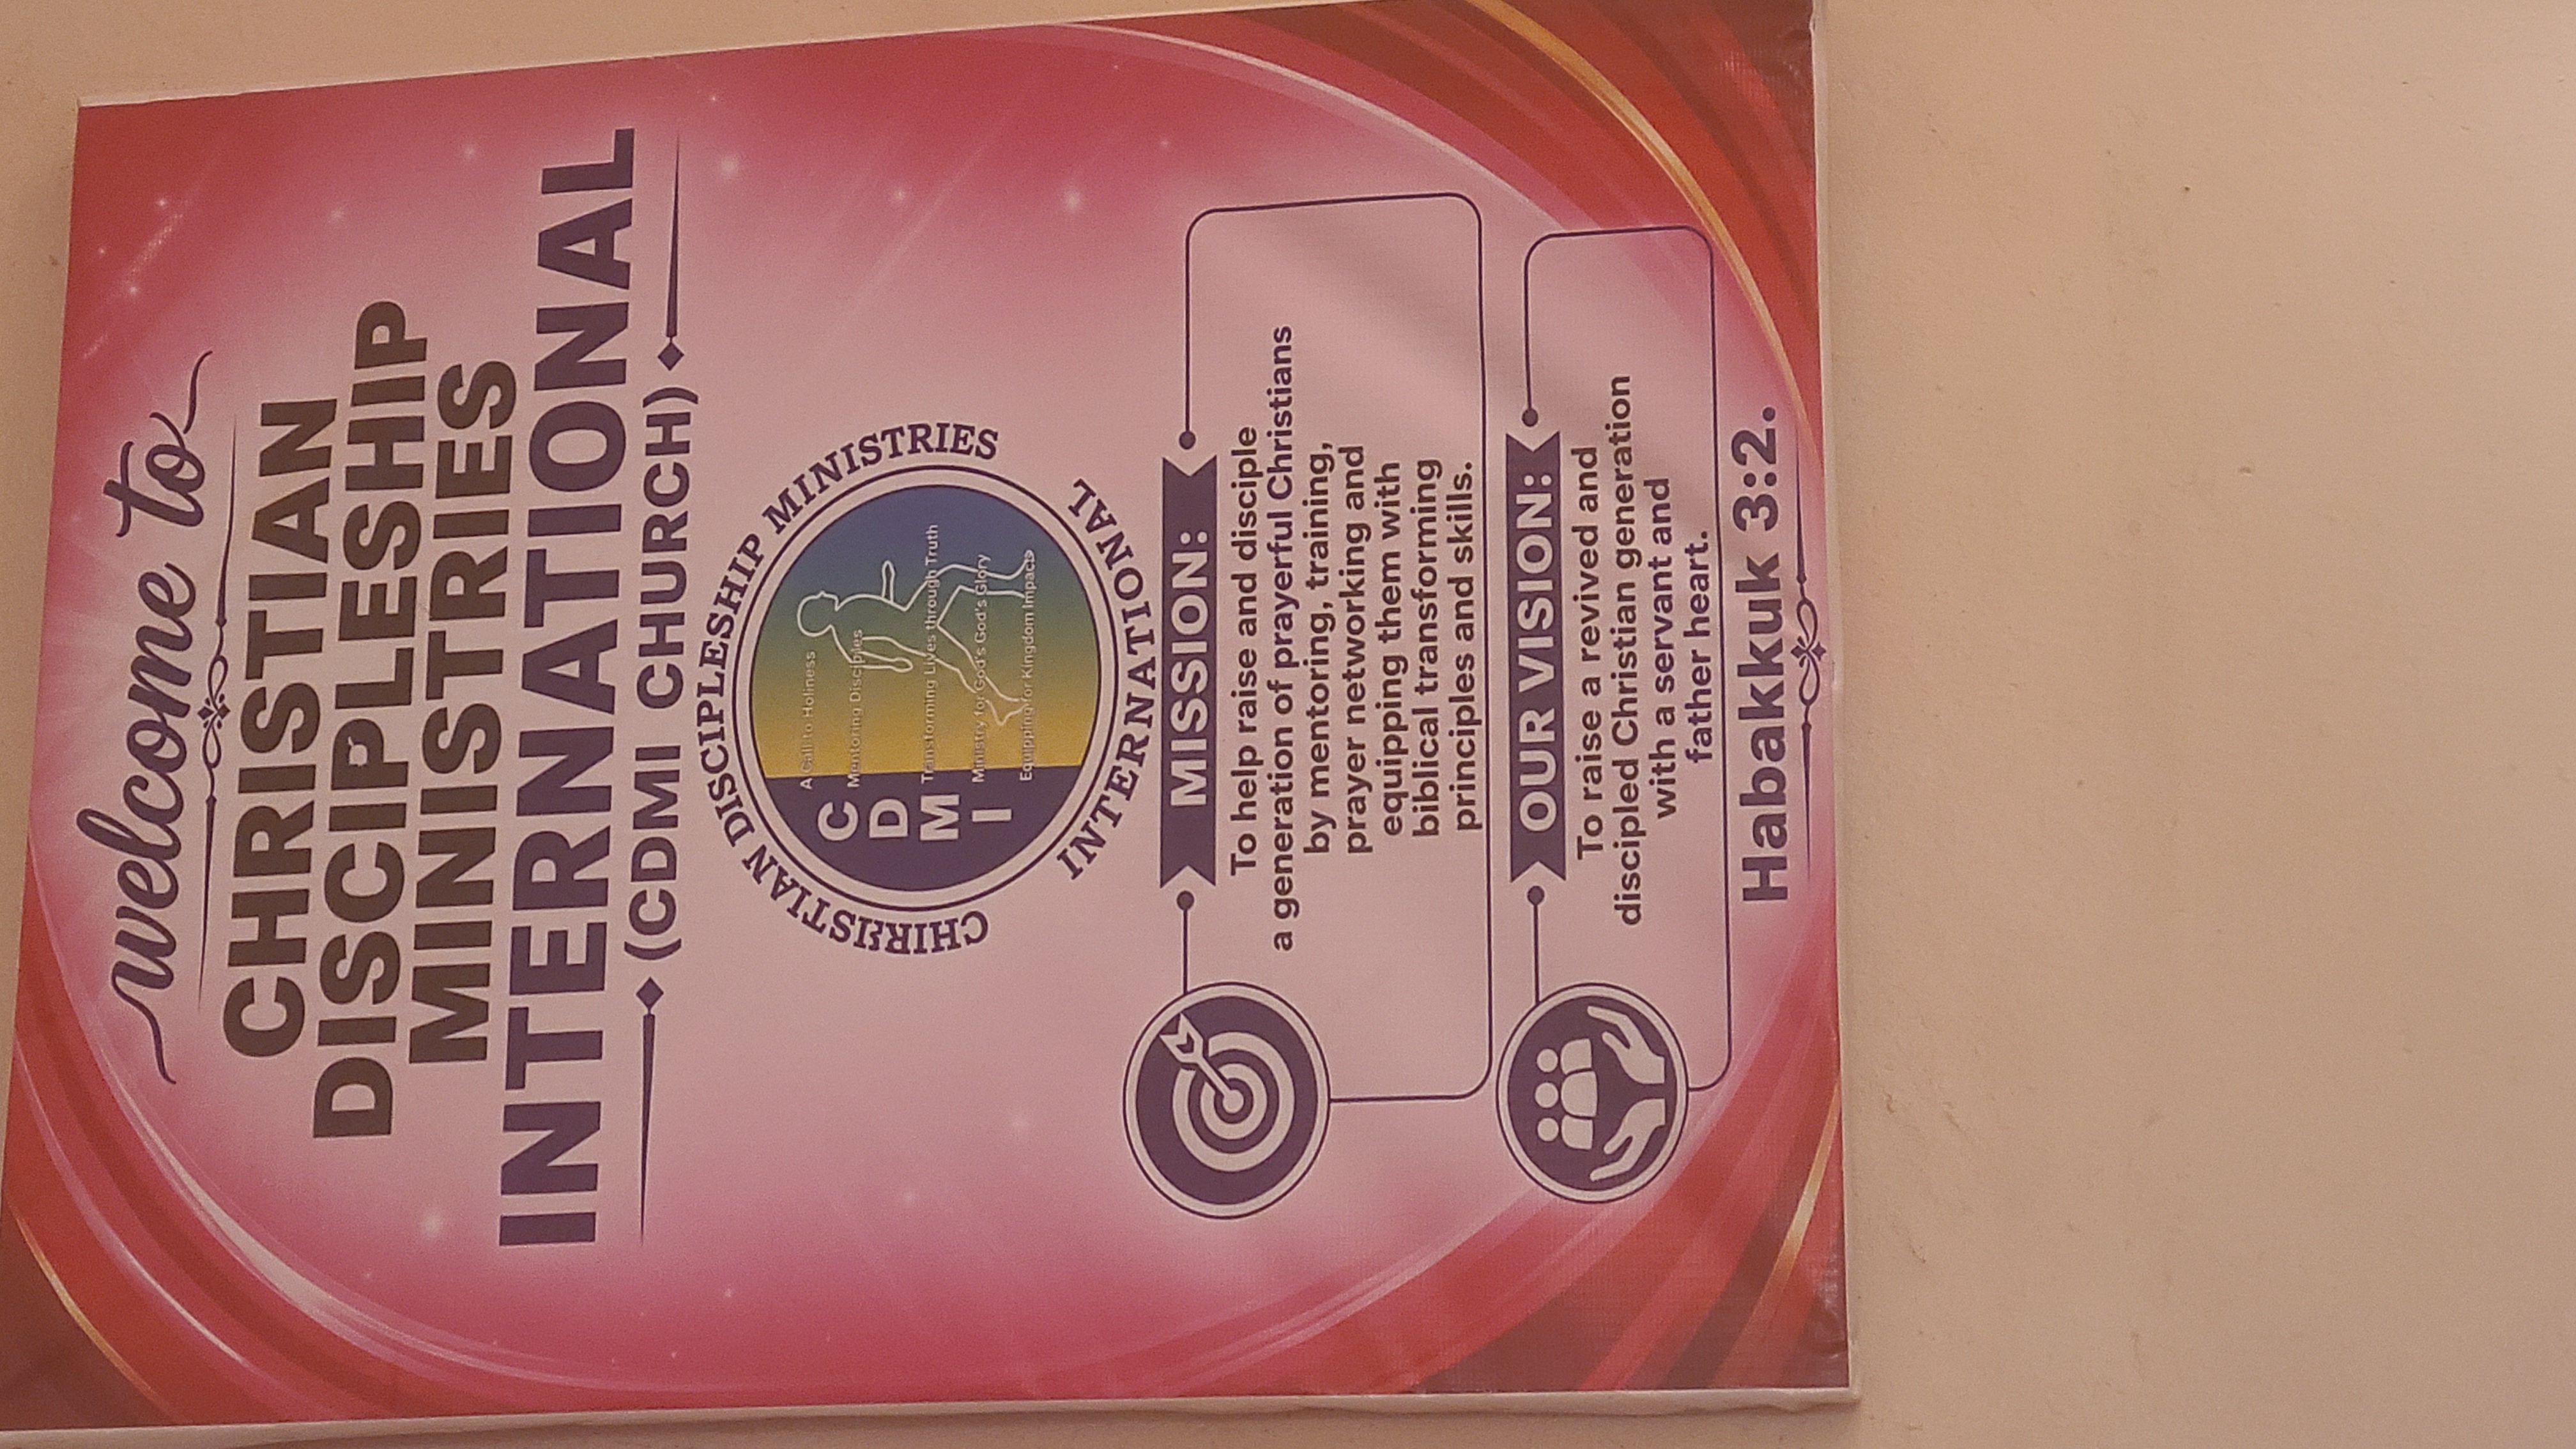 welcome to
CHRISTIAN
DISCIPLESHIP
MINISTRIES
INTERNATIONAL
(CDMI CHURCH)
CHIRISTIAN DISCIPLESHIP MINISTRIES
C
D
M
I
A Call to Holiness
Mentoring Disciples
Transforming Lives through Truth
Ministry for God's God's Glory
Equipping for Kingdom Impact
INTERNATIONAL
MISSION:
To help raise and disciple
a generation of prayerful Christians
by mentoring, training,
prayer networking and
equipping them with
biblical transforming
principles and skills.
OUR VISION:
To raise a revived and
discipled Christian generation
with a servant and
father heart.
Habakkuk 3:2.